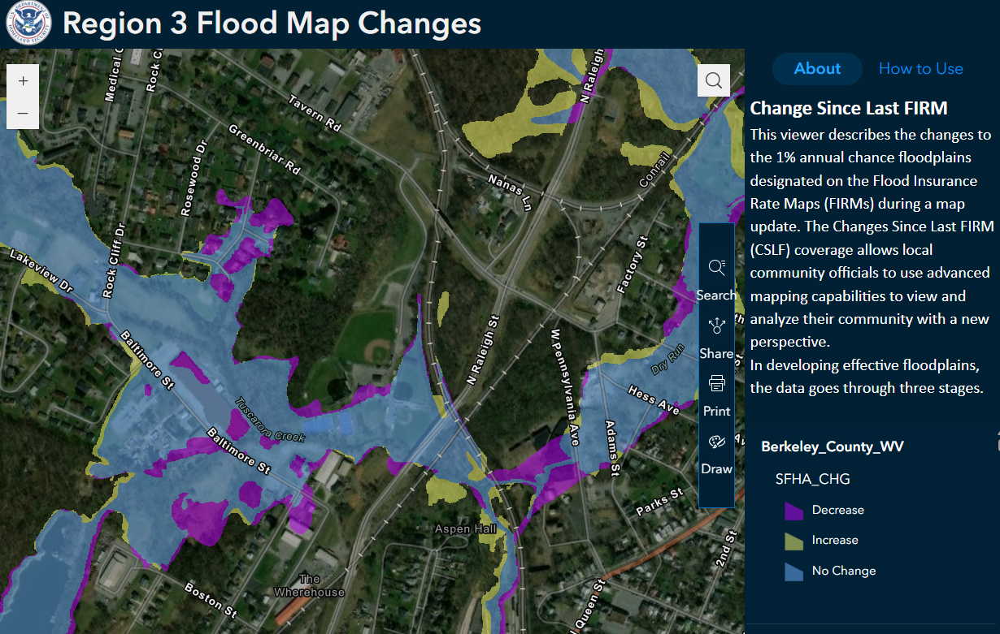 Region 3 Flood Map Changes
About
How to Use
Change Since Last FIRM
This viewer describes the changes to
the 1% annual chance floodplains
designated on the Flood Insurance
Rate Maps (FIRMs) during a map
update. The Changes Since Last FIRM
(CSLF) coverage allows local
community officials to use advanced
mapping capabilities to view and
analyze their community with a new
perspective.
In developing effective floodplains,
the data goes through three stages.
Berkeley_County_WV
SFHA_CHG
Decrease
Increase
No Change
+
−
Search
Share
Print
Draw
Medical C
Rock Cl
N Raleigh
Tavern Rd
Greenbriar Rd
Rosewood Dr
Nanas Ln
Conrail
Rock Cliff Dr
Lakeview Dr
Factory St
Baltimore St
N Raleigh St
W Pennsylvania Ave
Dry Run
Hess Ave
Tuscarora Creek
Baltimore St
Adams St
Parks St
Aspen Hall
2nd St
The
Wherehouse
Boston St
Queen St